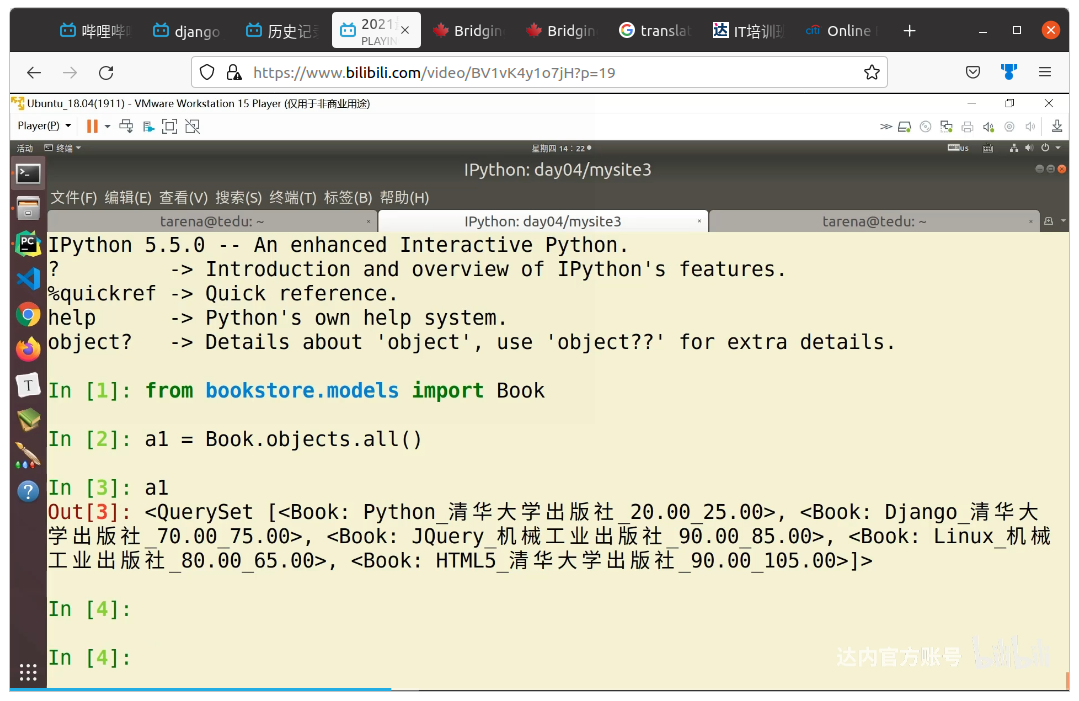 哔哩哔
django
历史记
2021
PLAYIN
Bridgin
Bridgin
translat
达 IT培训
citi Online
https://www.bilibili.com/video/BV1vK4y1o7jH?p=19
Ubuntu_18.04(1911) - VMware Workstation 15 Player (仅用于非商业用途)
Player(P)
活动
终端
星期四 14:22
IPython: day04/mysite3
文件(F) 编辑(E) 查看(V) 搜索(S) 终端(T) 标签(B) 帮助(H)
tarena@tedu: ~
IPython: day04/mysite3
tarena@tedu: ~
IPython 5.5.0 -- An enhanced Interactive Python.
? -> Introduction and overview of IPython's features.
%quickref -> Quick reference.
help -> Python's own help system.
object? -> Details about 'object', use 'object??' for extra details.
In [1]: from bookstore.models import Book
In [2]: a1 = Book.objects.all()
In [3]: a1
Out[3]: <QuerySet [<Book: Python_清华大学出版社_20.00_25.00>, <Book: Django_清华大
学出版社_70.00_75.00>, <Book: JQuery_机械工业出版社_90.00_85.00>, <Book: Linux_机械
工业出版社_80.00_65.00>, <Book: HTML5_清华大学出版社_90.00_105.00>]>
In [4]:
In [4]:
达内官方账号